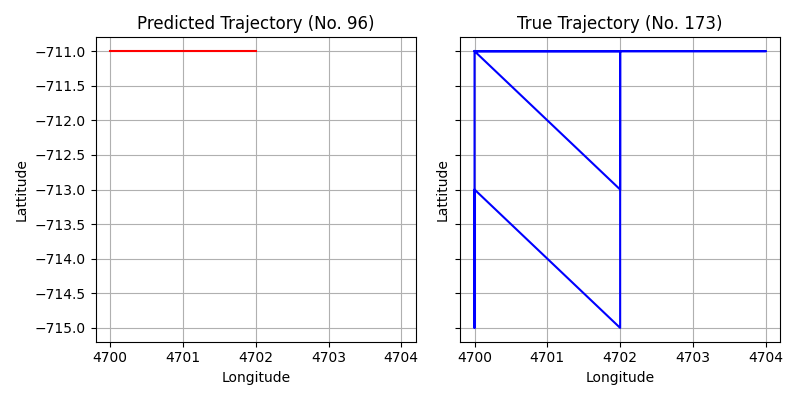 Predicted Trajectory (No. 96)
True Trajectory (No. 173)
−711.0
−711.5
−712.0
−712.5
−713.0
−713.5
−714.0
−714.5
−715.0
Lattitude
Lattitude
4700 4701 4702 4703 4704
4700 4701 4702 4703 4704
Longitude
Longitude